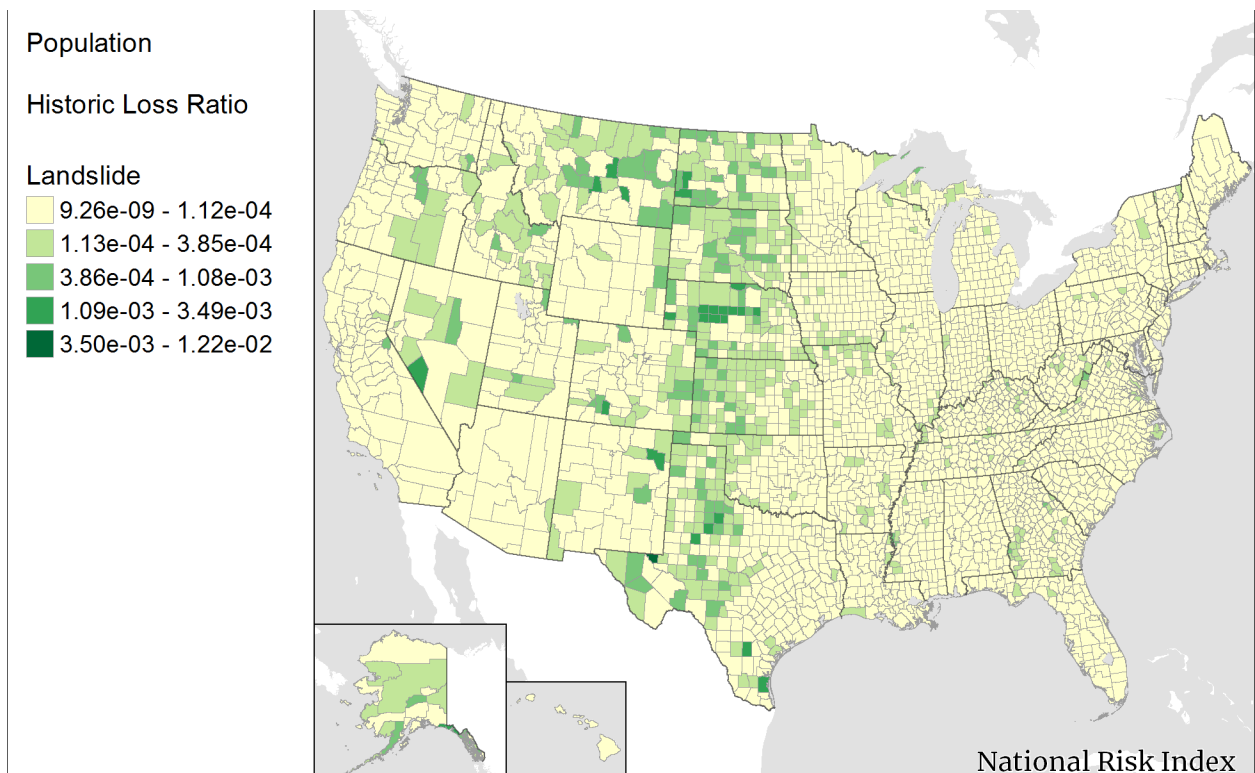 Population
Historic Loss Ratio
Landslide
9.26e-09 - 1.12e-04
1.13e-04 - 3.85e-04
3.86e-04 - 1.08e-03
1.09e-03 - 3.49e-03
3.50e-03 - 1.22e-02
National Risk Index